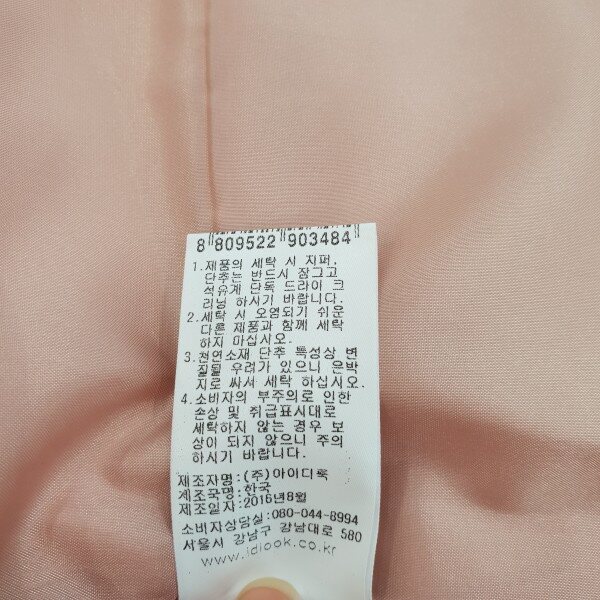 8 809522 903484
1.제품의 세탁 시 지퍼,
단추는 반드시 잠그고
석유계 단독 드라이 크
리닝 하시기 바랍니다.
2.세탁 시 오염되기 쉬운
다른 제품과 함께 세탁
하지 마십시오.
3.천연소재 단추 특성상 변
질될 우려가 있으니 은박
지로 싸서 세탁 하십시오.
4.소비자의 부주의로 인한
손상 및 취급표시대로
세탁하지 않는 경우 보
상이 되지 않으니 주의
하시기 바랍니다.
제조자명:(주)아이디룩
제조국명:한국
제조일자:2016년8월
소비자상담실:080-044-8994
서울시 강남구 강남대로 580
www.idlook.co.kr